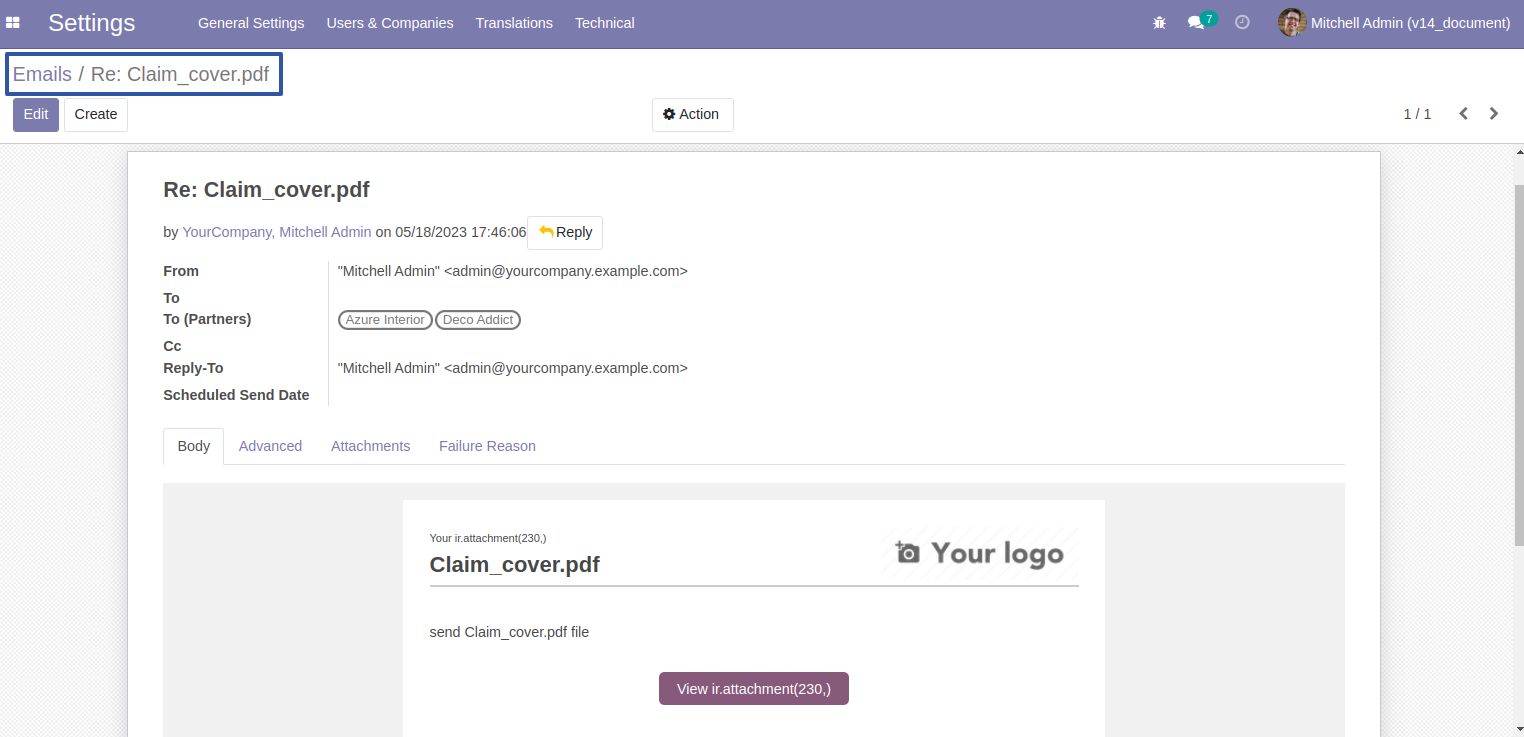 Settings General Settings Users & Companies Translations Technical 7 Mitchell Admin (v14_document)
Emails / Re: Claim_cover.pdf
Edit Create Action 1 / 1
Re: Claim_cover.pdf
by YourCompany, Mitchell Admin on 05/18/2023 17:46:06 Reply
From "Mitchell Admin" <admin@yourcompany.example.com>
To
To (Partners) Azure Interior Deco Addict
Cc
Reply-To "Mitchell Admin" <admin@yourcompany.example.com>
Scheduled Send Date
Body Advanced Attachments Failure Reason
Your ir.attachment(230,)
Claim_cover.pdf
Your logo
send Claim_cover.pdf file
View ir.attachment(230,)